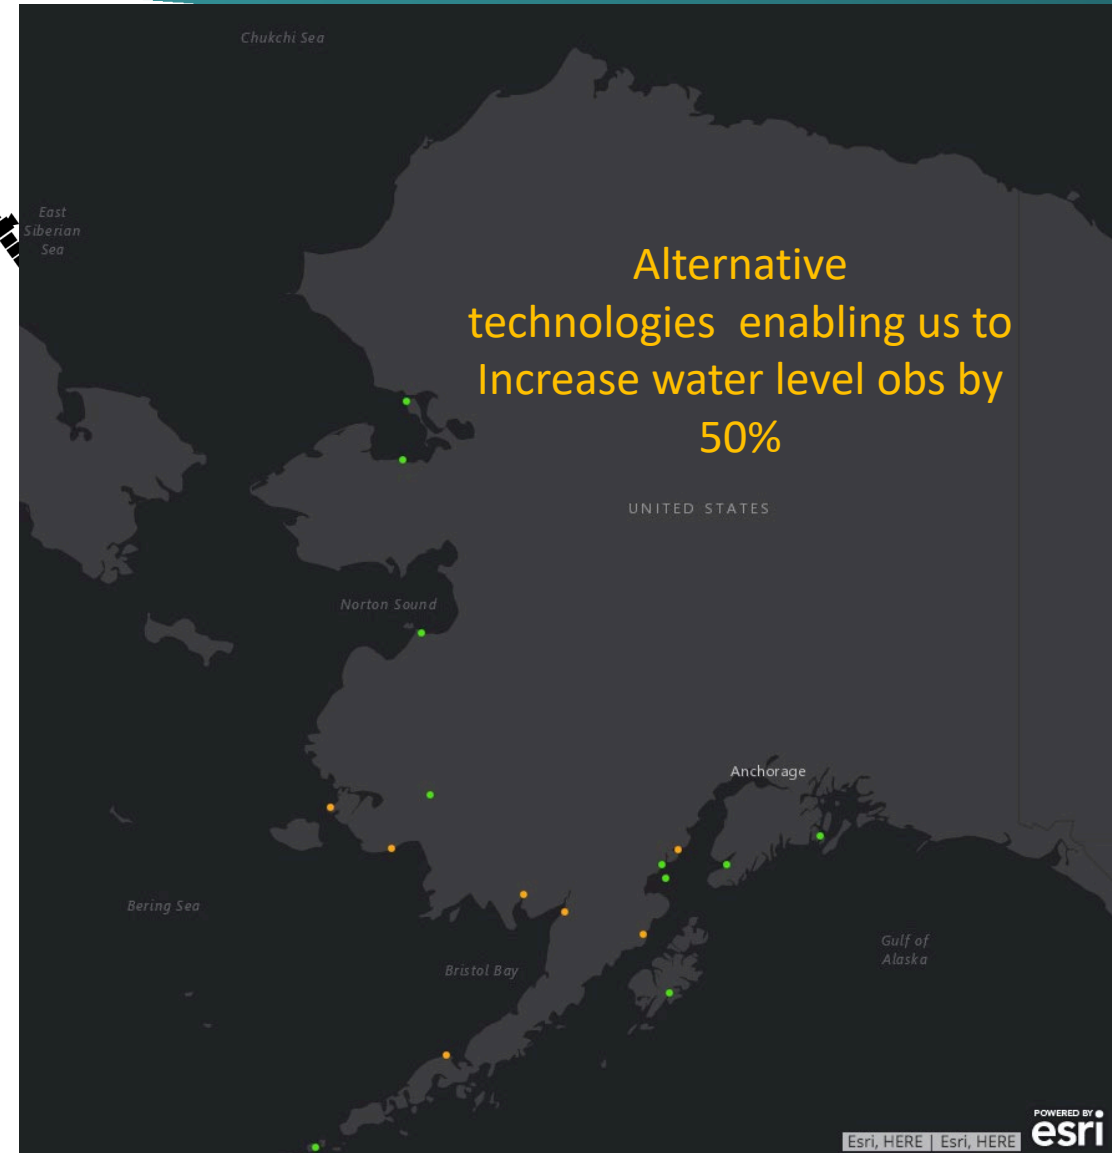 Chukchi Sea
East
Siberian
Sea
Alternative
technologies  enabling us to
Increase water level obs by
50%
UNITED STATES
Norton Sound
Anchorage
Bering Sea
Gulf of
Alaska
Bristol Bay
POWERED BY
esri
Esri, HERE | Esri, HERE